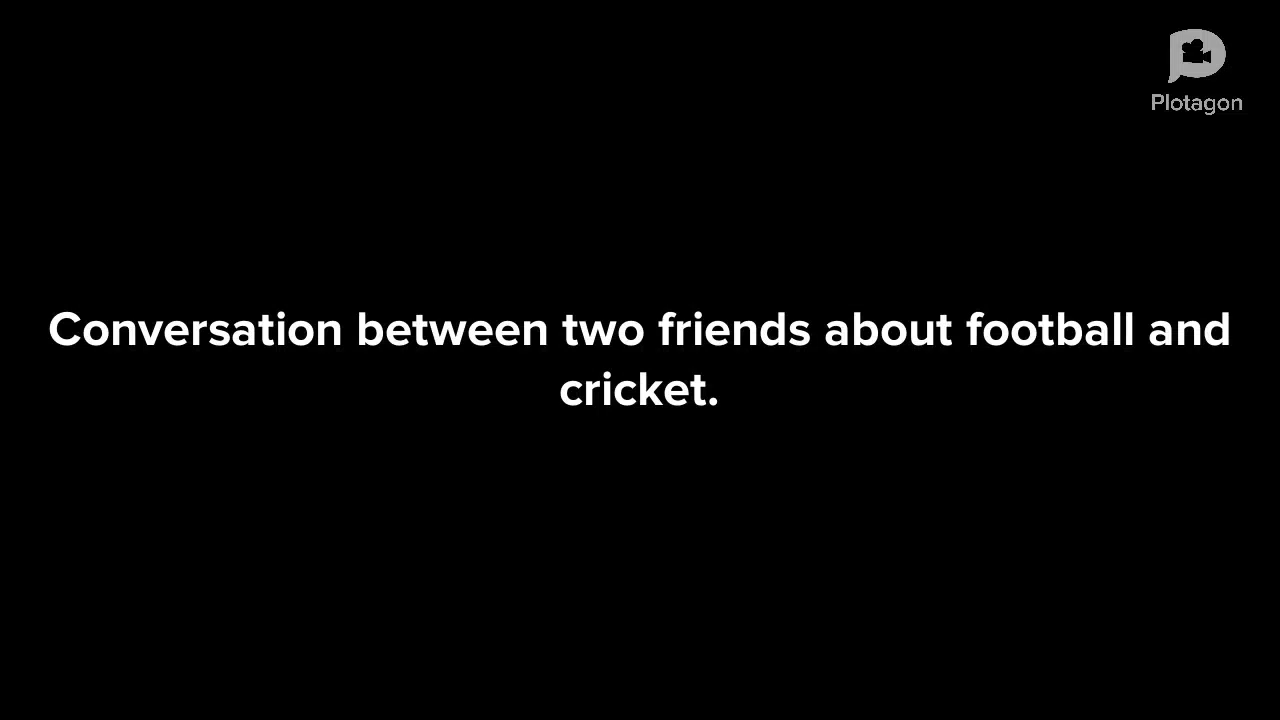 Plotagon
Conversation between two friends about football and
cricket.